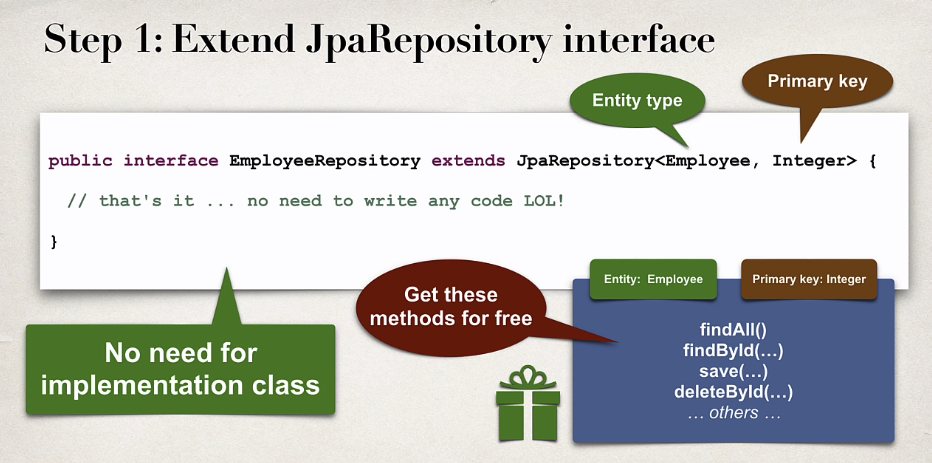 Step 1: Extend JpaRepository interface
Entity type
Primary key
public interface EmployeeRepository extends JpaRepository<Employee, Integer> {
// that's it ... no need to write any code LOL!
}
No need for
implementation class
Get these
methods for free
Entity:  Employee
Primary key: Integer
findAll()
findById(…)
save(…)
deleteById(…)
… others …